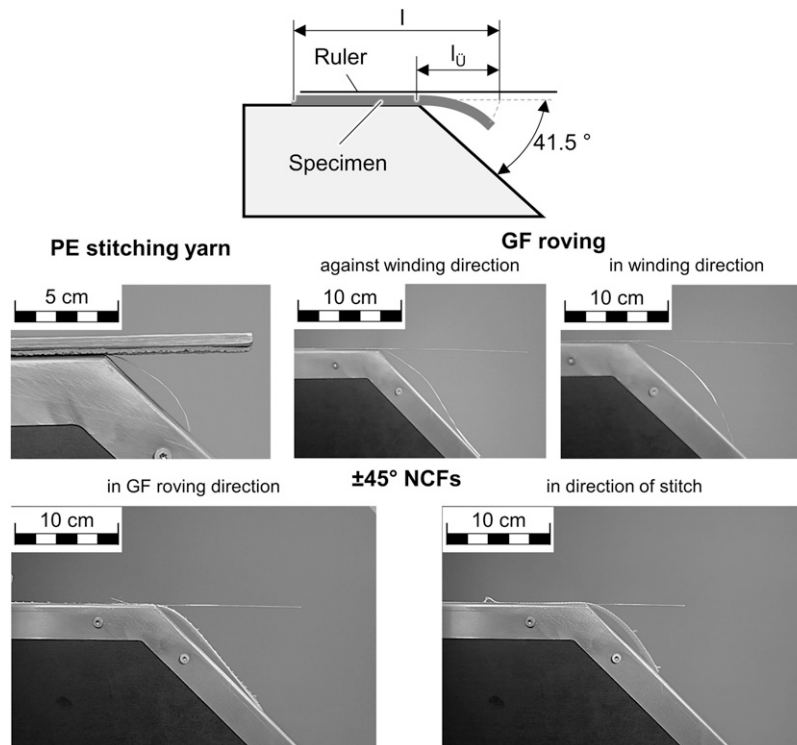 l
lÜ
Ruler
Specimen
41.5 °
PE stitching yarn
GF roving
against winding direction
in winding direction
5 cm
10 cm
10 cm
±45° NCFs
in GF roving direction
in direction of stitch
10 cm
10 cm